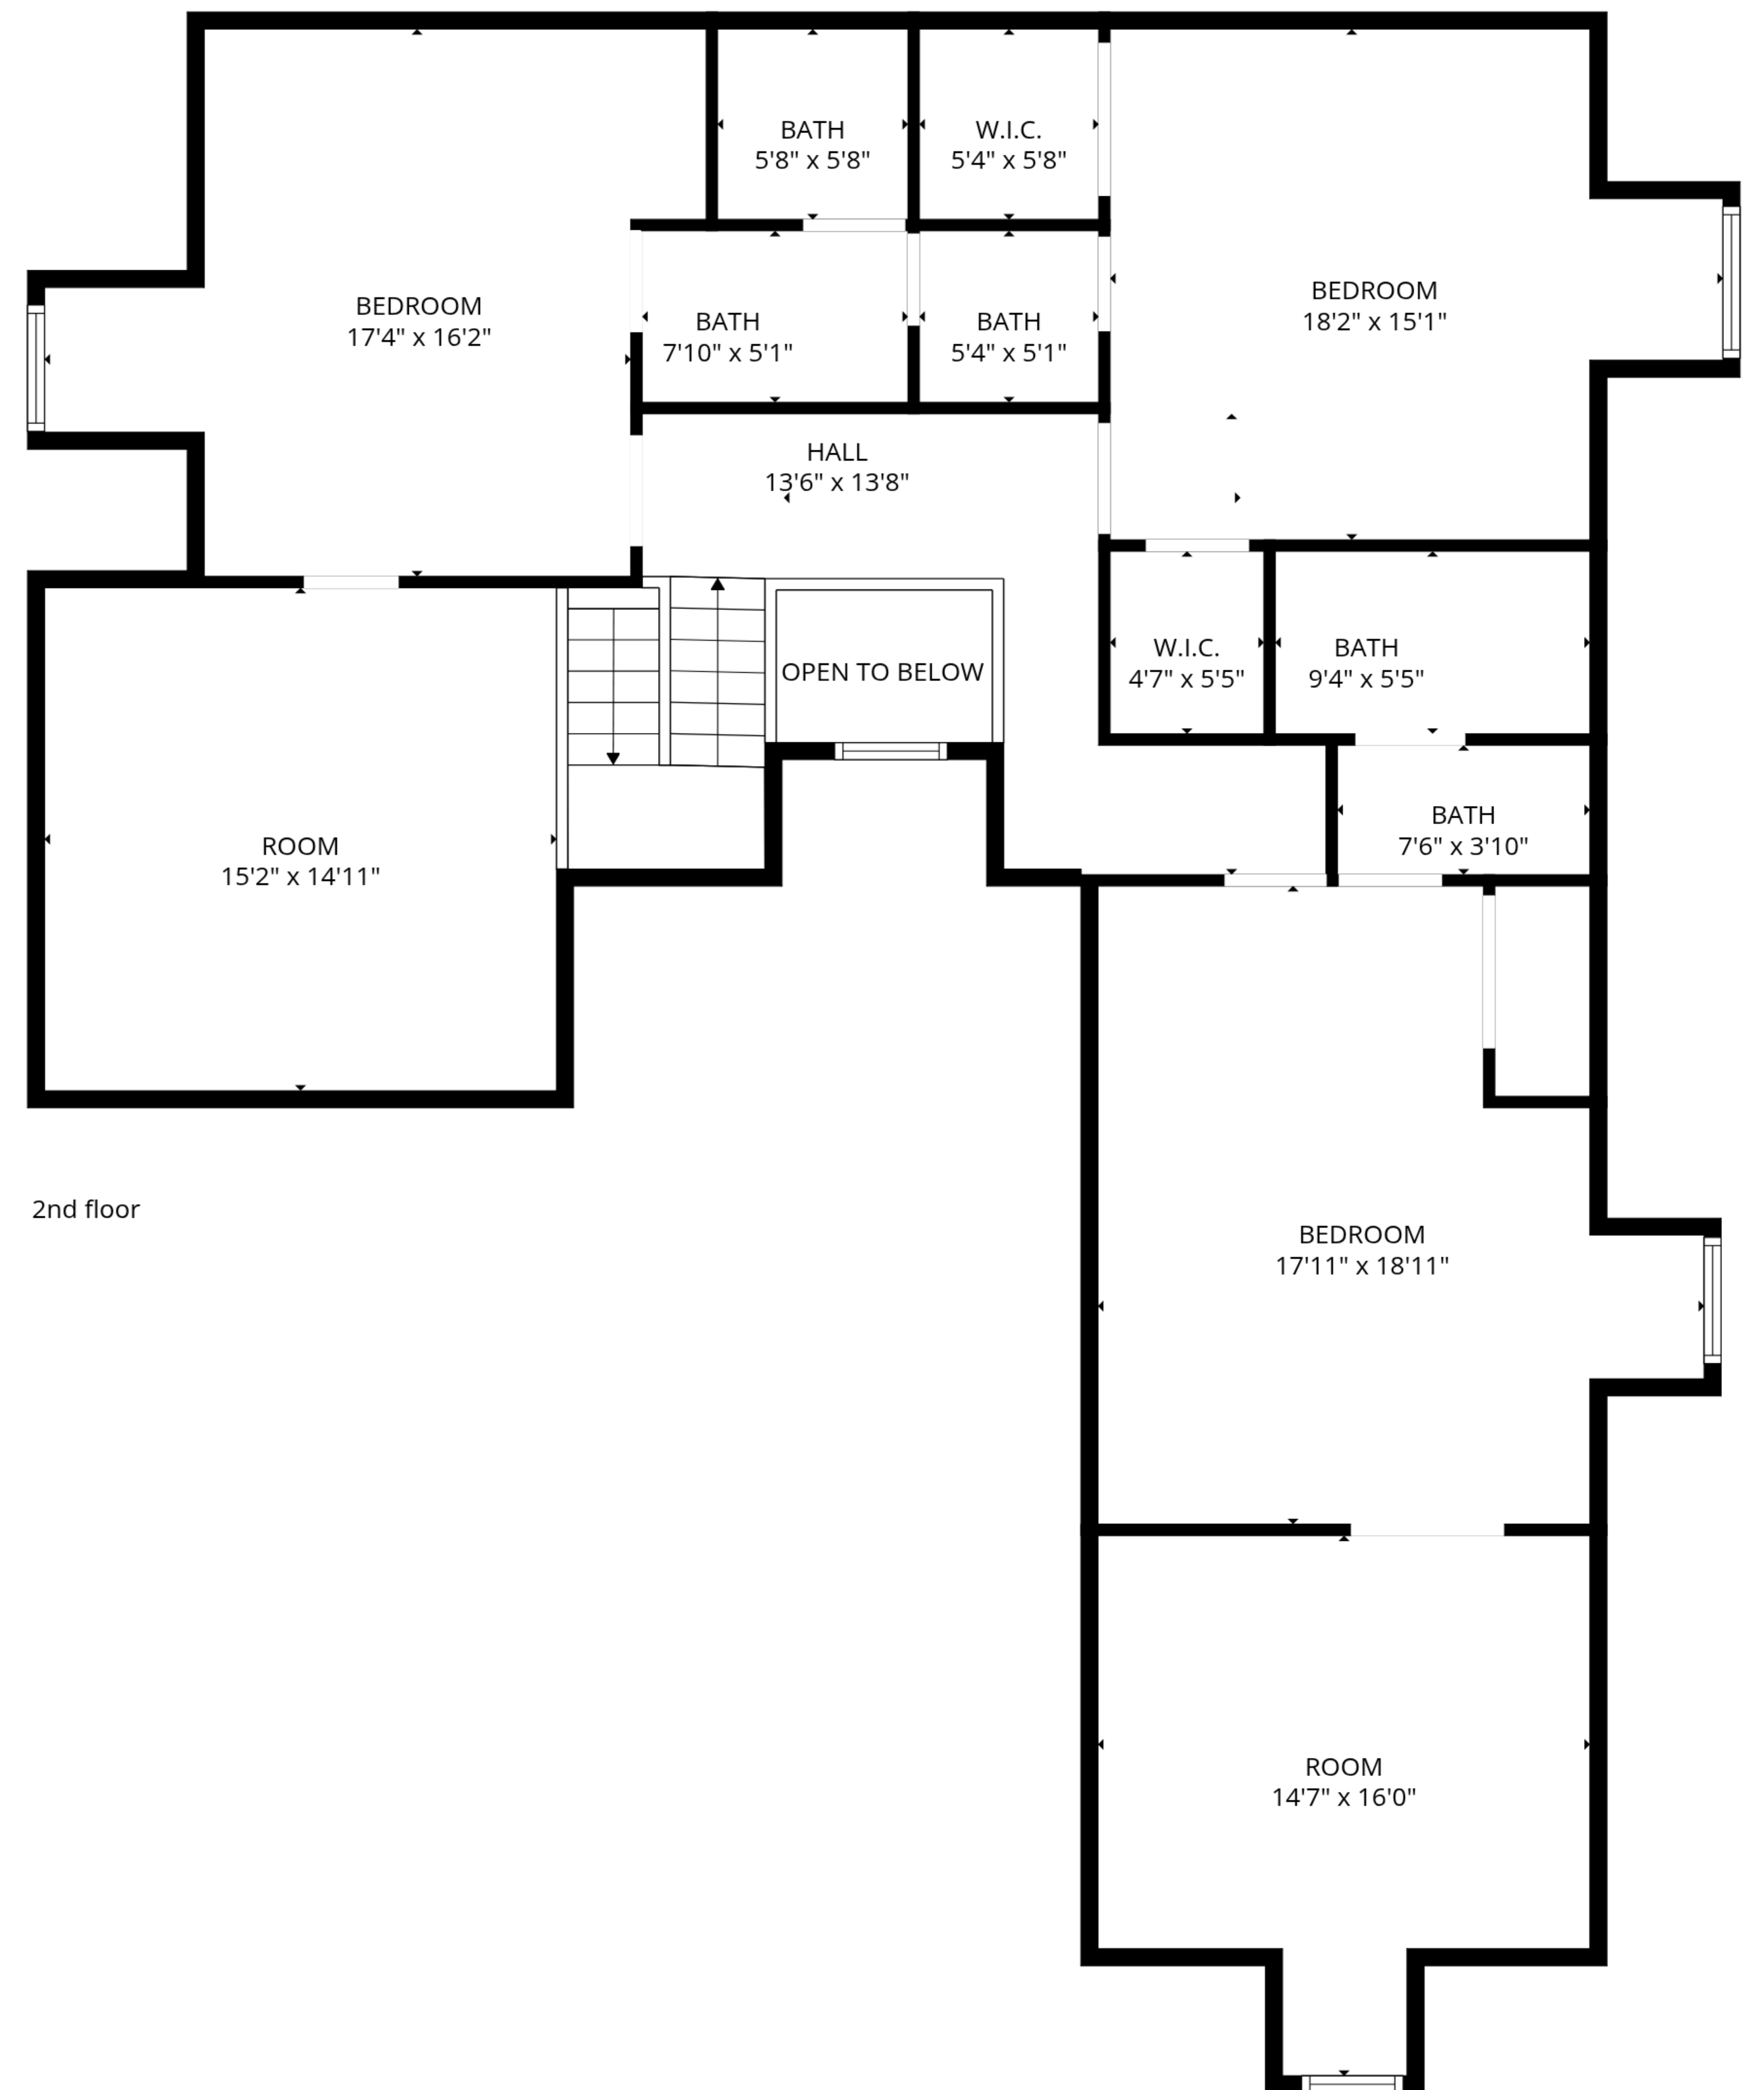 BATH
5'8" x 5'8"
W.I.C.
5'4" x 5'8"
BEDROOM
17'4" x 16'2"
BATH
7'10" x 5'1"
BATH
5'4" x 5'1"
BEDROOM
18'2" x 15'1"
HALL
13'6" x 13'8"
OPEN TO BELOW
W.I.C.
4'7" x 5'5"
BATH
9'4" x 5'5"
ROOM
15'2" x 14'11"
BATH
7'6" x 3'10"
2nd floor
BEDROOM
17'11" x 18'11"
ROOM
14'7" x 16'0"